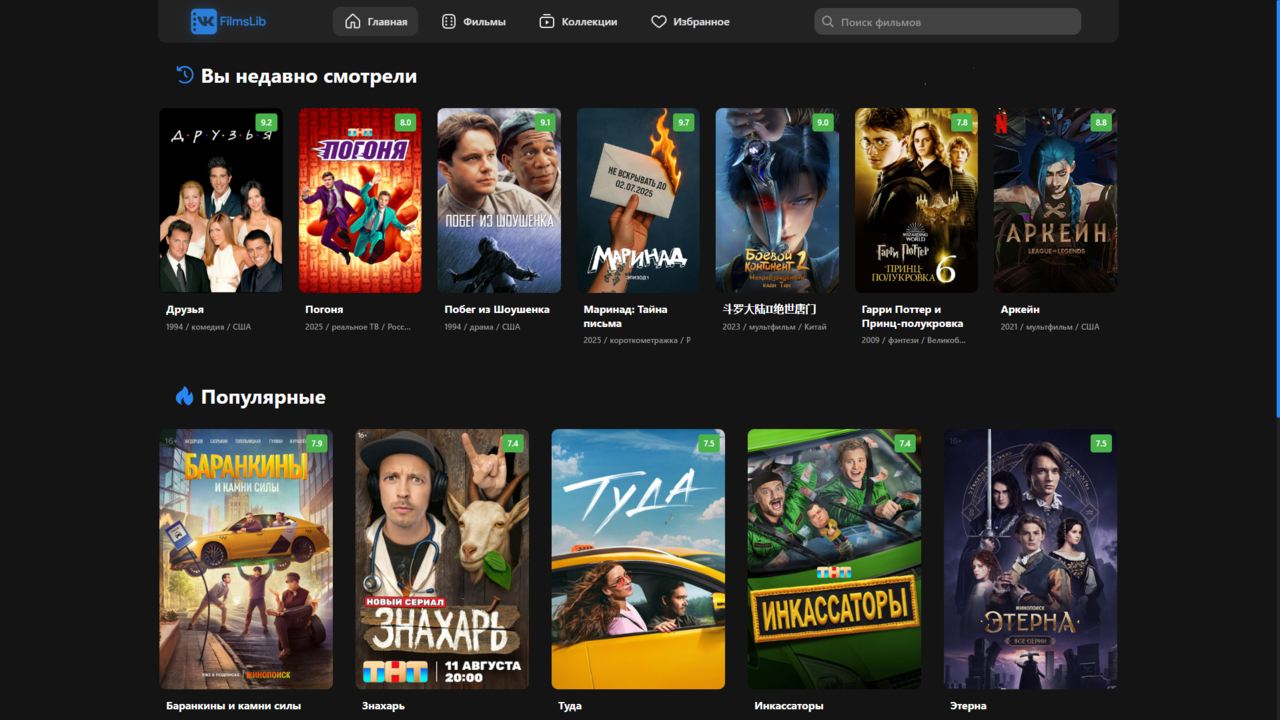 VK FilmsLib
Главная
Фильмы
Коллекции
Избранное
Поиск фильмов
Вы недавно смотрели
9.2
Д·Р·У·З·Ь·Я
8.0
ТНТ
ПОГОНЯ
9.1
ПОБЕГ ИЗ ШОУШЕНКА
9.7
НЕ ВСКРЫВАТЬ ДО
02.07.2025
МАРИНАД
ЭПИЗОД 1
9.0
БОЕВОЙ
КОНТИНЕНТ 2
7.8
WIZARDING
WORLD
ГАРРИ ПОТТЕР
ПРИНЦ-
ПОЛУКРОВКА 6
N
8.8
АРКЕЙН
LEAGUE OF LEGENDS
Друзья
1994 / комедия / США
Погоня
2025 / реальное ТВ / Росс...
Побег из Шоушенка
1994 / драма / США
Маринад: Тайна
письма
2025 / короткометражка / Р
斗罗大陆II绝世唐门
2023 / мультфильм / Китай
Гарри Поттер и
Принц-полукровка
2009 / фэнтези / Великоб...
Аркейн
2021 / мультфильм / США
Популярные
16+
7.9
БАРАНКИНЫ
И КАМНИ СИЛЫ
УЖЕ В ПОДПИСКЕ КИНОПОИСК
16+
7.4
НОВЫЙ СЕРИАЛ
ЗНАХАРЬ
ТНТ
11 АВГУСТА
20:00
7.5
ТУДА
7.4
ТНТ
ИНКАССАТОРЫ
16+
7.5
КИНОПОИСК
ЭТЕРНА
ВСЕ СЕРИИ
Баранкины и камни силы
Знахарь
Туда
Инкассаторы
Этерна